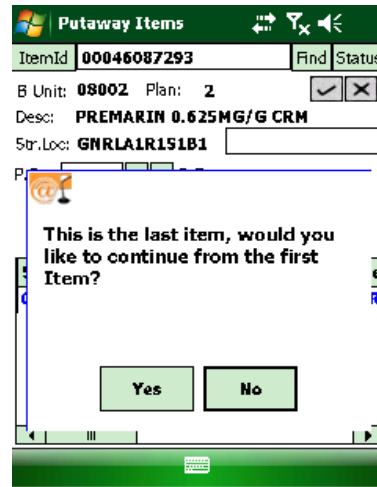 Putaway Items
ItemId 00046087293 Find Status
B Unit: 08002 Plan: 2
Desc: PREMARIN 0.625MG/G CRM
Str.Loc: GNRLA1R151B1
This is the last item, would you
like to continue from the first
Item?
Yes No